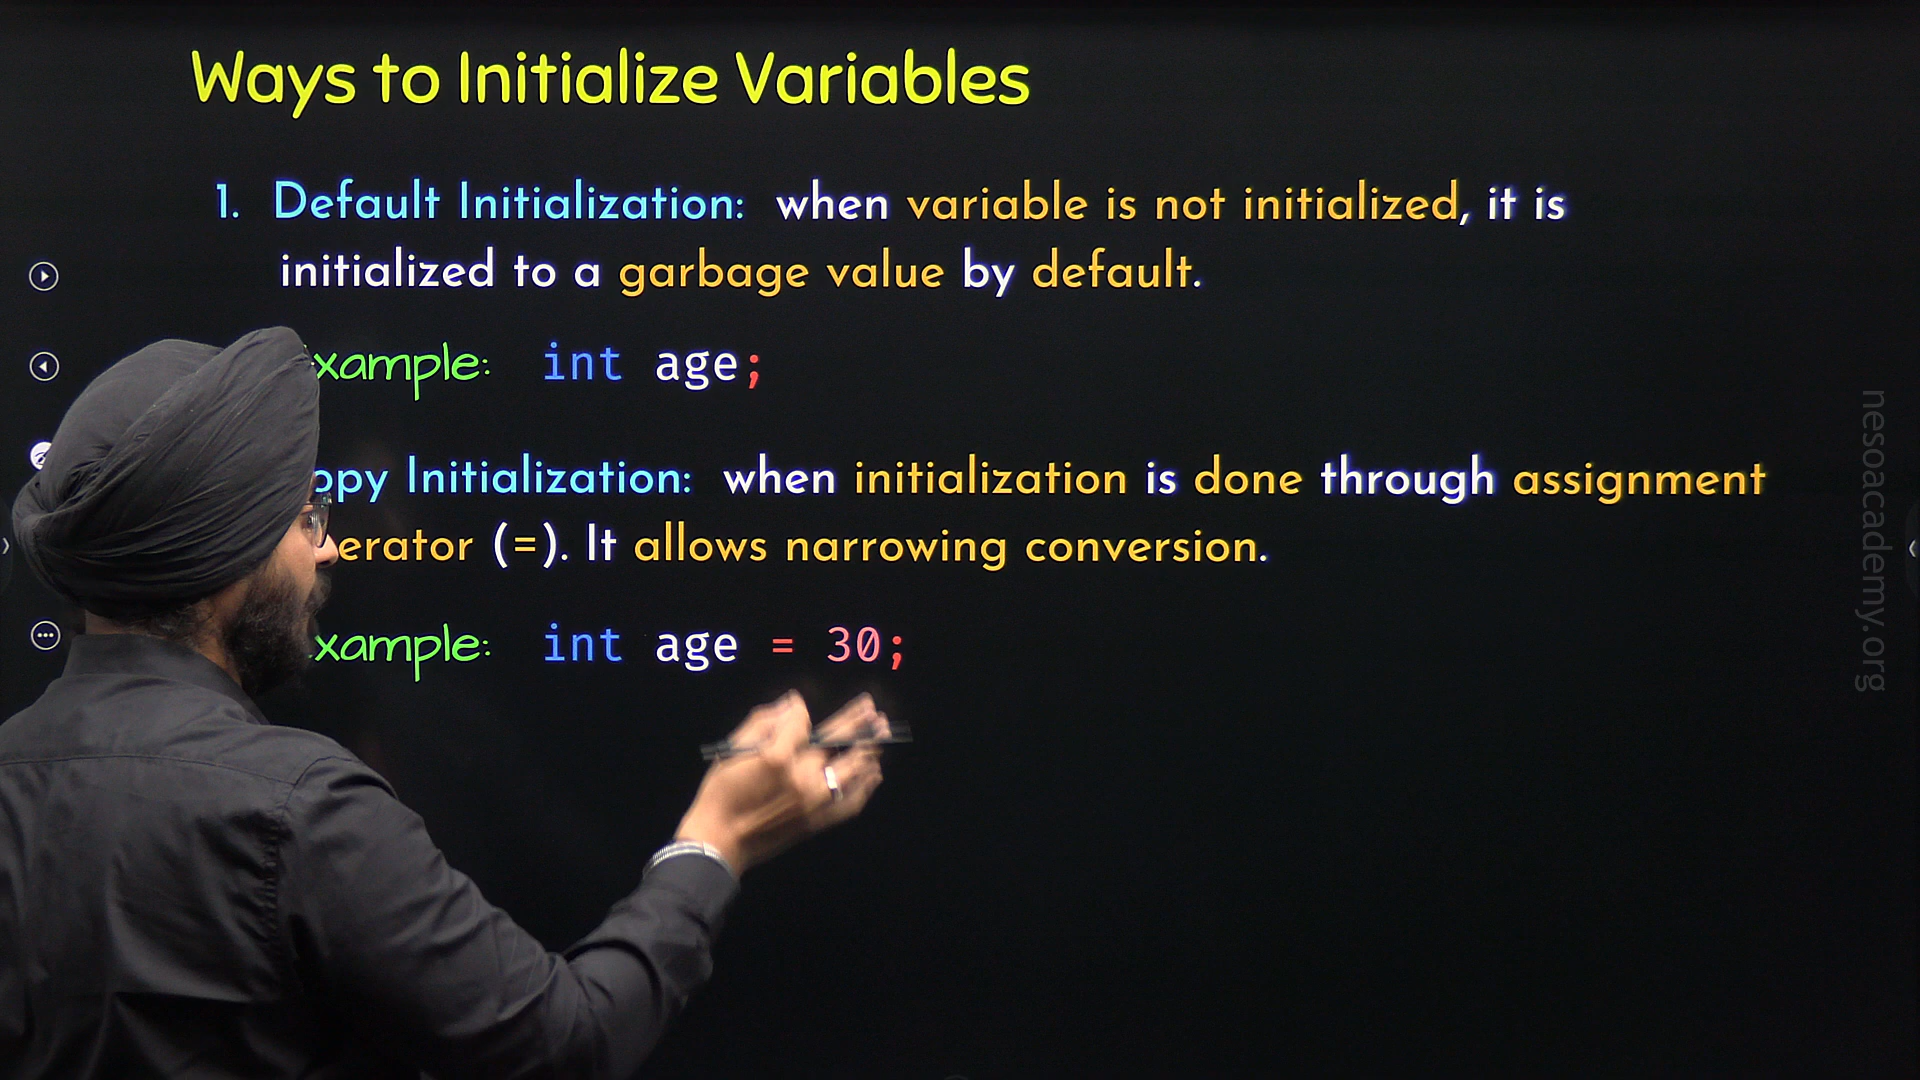 Ways to Initialize Variables
1. Default Initialization: when variable is not initialized, it is
initialized to a garbage value by default.
xample: int age;
opy Initialization: when initialization is done through assignment
erator (=). It allows narrowing conversion.
xample: int age = 30;
nesoacademy.org